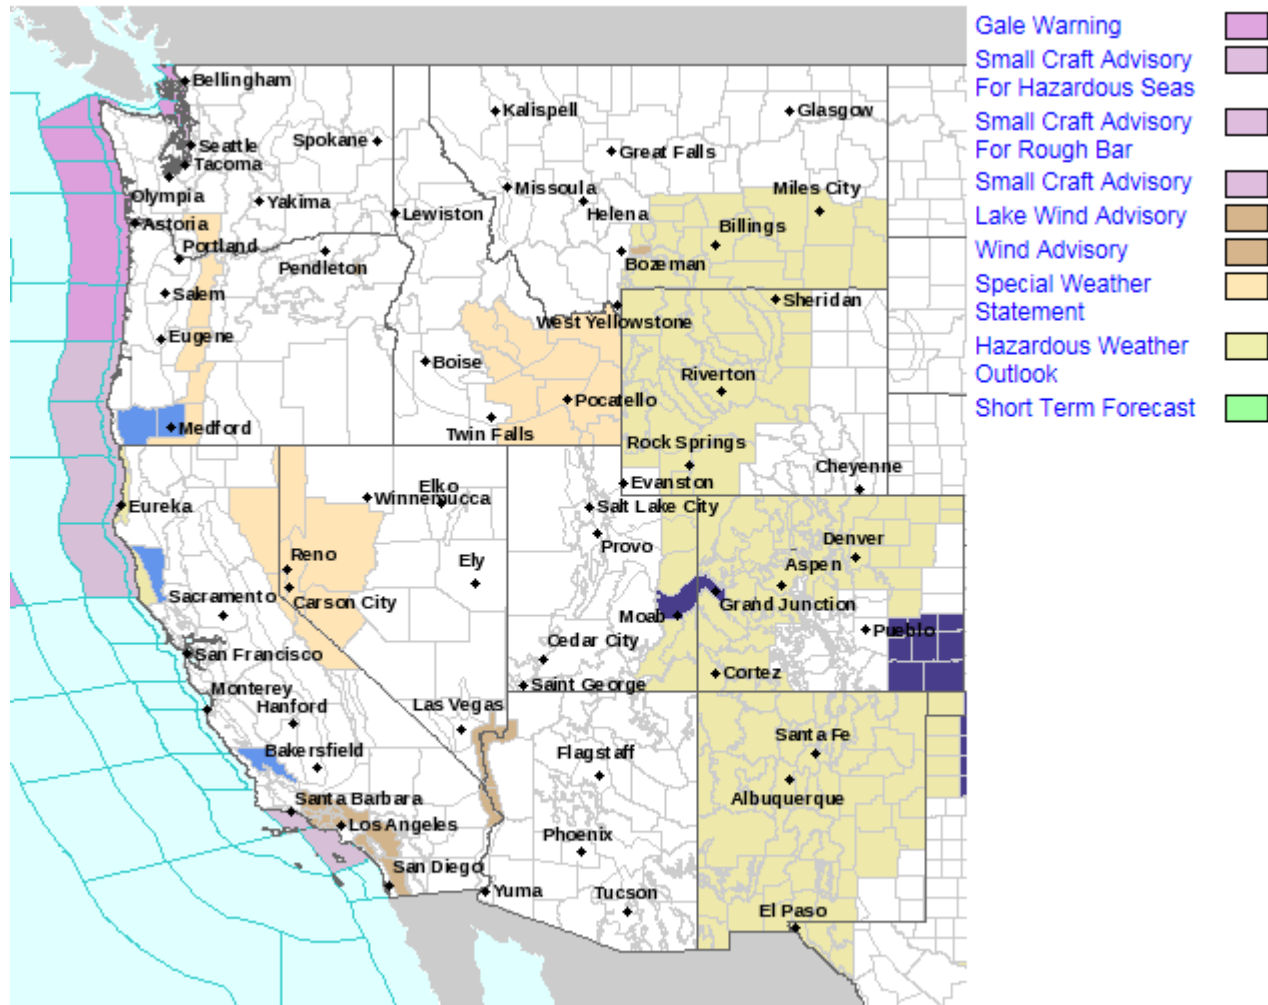 Gale Warning
Small Craft Advisory
For Hazardous Seas
Small Craft Advisory
For Rough Bar
Small Craft Advisory
Lake Wind Advisory
Wind Advisory
Special Weather
Statement
Hazardous Weather
Outlook
Short Term Forecast
Bellingham
Kalispell
Glasgow
Seattle
Spokane
Great Falls
Tacoma
Missoula
Miles City
Olympia
Yakima
Lewiston
Helena
Astoria
Billings
Portland
Pendleton
Bozeman
Salem
Sheridan
West Yellowstone
Eugene
Boise
Riverton
Pocatello
Medford
Twin Falls
Rock Springs
Cheyenne
Evanston
Elko
Winnemucca
Eureka
Salt Lake City
Denver
Provo
Reno
Ely
Aspen
Sacramento
Carson City
Grand Junction
Moab
Pueblo
Cedar City
San Francisco
Cortez
Saint George
Monterey
Hanford
Las Vegas
Santa Fe
Bakersfield
Flagstaff
Santa Barbara
Albuquerque
Los Angeles
Phoenix
San Diego
Yuma
Tucson
El Paso